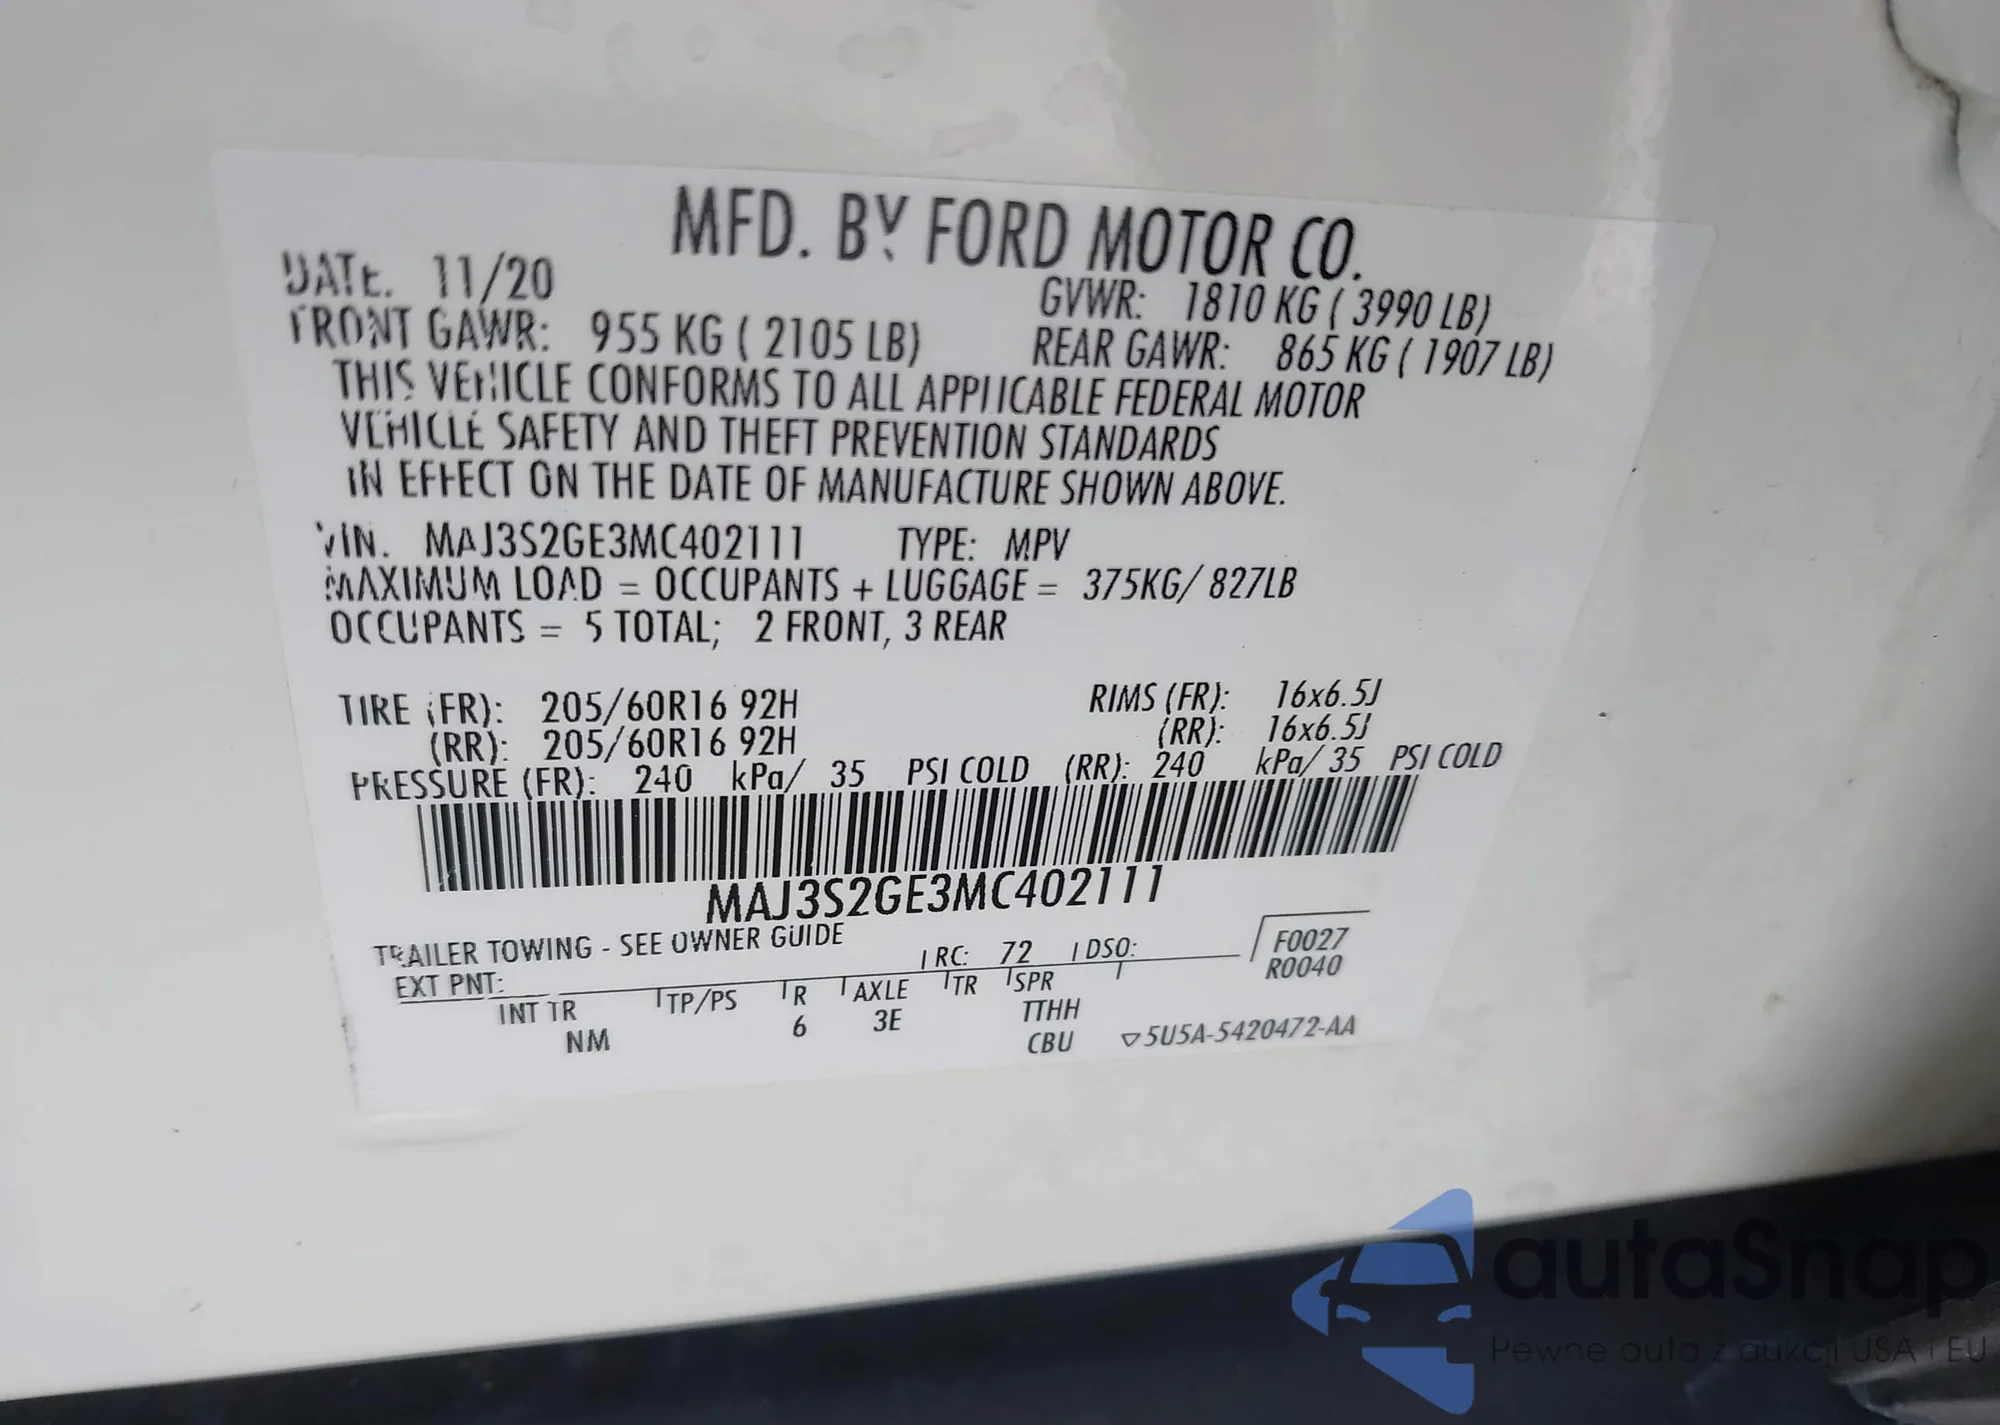 MFD. BY FORD MOTOR CO.
DATE. 11/20
GVWR: 1810 KG ( 3990 LB)
FRONT GAWR: 955 KG ( 2105 LB)
REAR GAWR: 865 KG ( 1907 LB)
THIS VEHICLE CONFORMS TO ALL APPLICABLE FEDERAL MOTOR
VEHICLE SAFETY AND THEFT PREVENTION STANDARDS
IN EFFECT ON THE DATE OF MANUFACTURE SHOWN ABOVE.
VIN. MAJ3S2GE3MC402111 TYPE: MPV
MAXIMUM LOAD = OCCUPANTS + LUGGAGE = 375KG/ 827LB
OCCUPANTS = 5 TOTAL; 2 FRONT, 3 REAR
TIRE (FR): 205/60R16 92H RIMS (FR): 16x6.5J
(RR): 205/60R16 92H (RR): 16x6.5J
PRESSURE (FR): 240 kPa/ 35 PSI COLD (RR): 240 kPa/ 35 PSI COLD
MAJ3S2GE3MC402111
TRAILER TOWING - SEE OWNER GUIDE
EXT PNT: RC: 72 DSO: F0027
R0040
INT TR TP/PS R AXLE TR SPR
NM 6 3E TTHH
CBU ▽5U5A-5420472-AA
autaSnap
Pewne auta z aukcji USA i EU